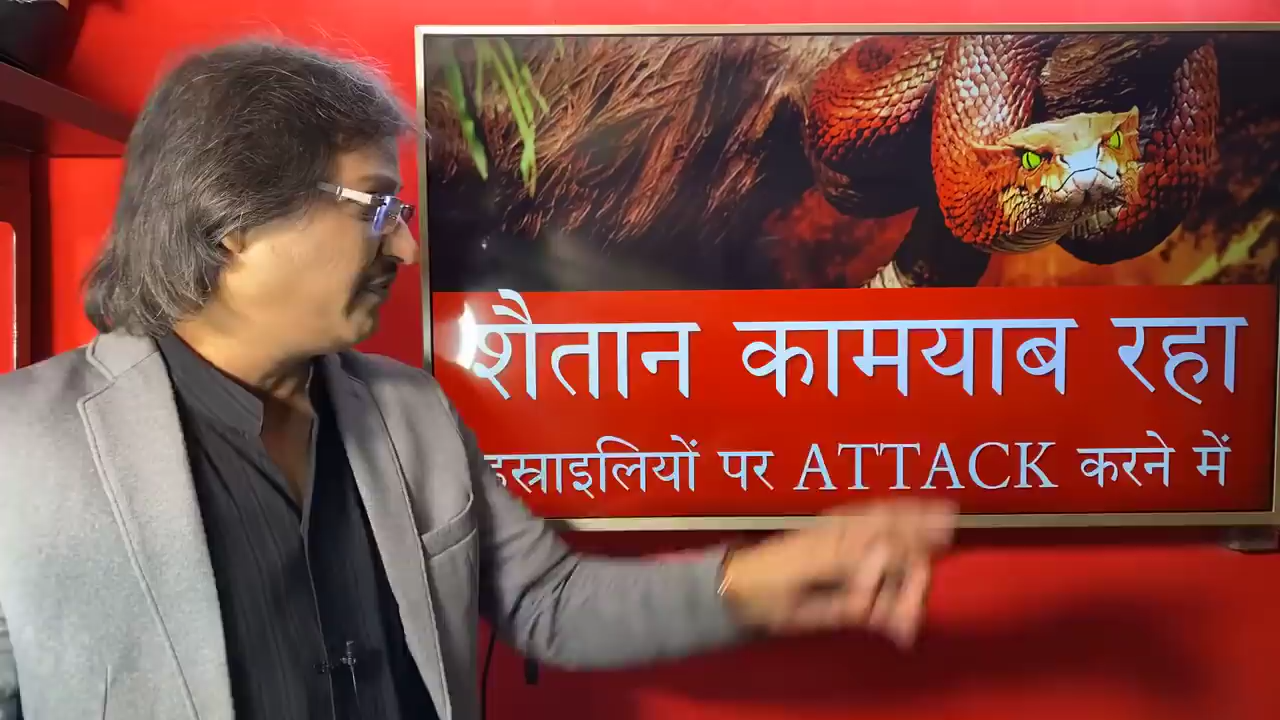 शैतान कामयाब रहा
इस्राइलियों पर ATTACK करने में